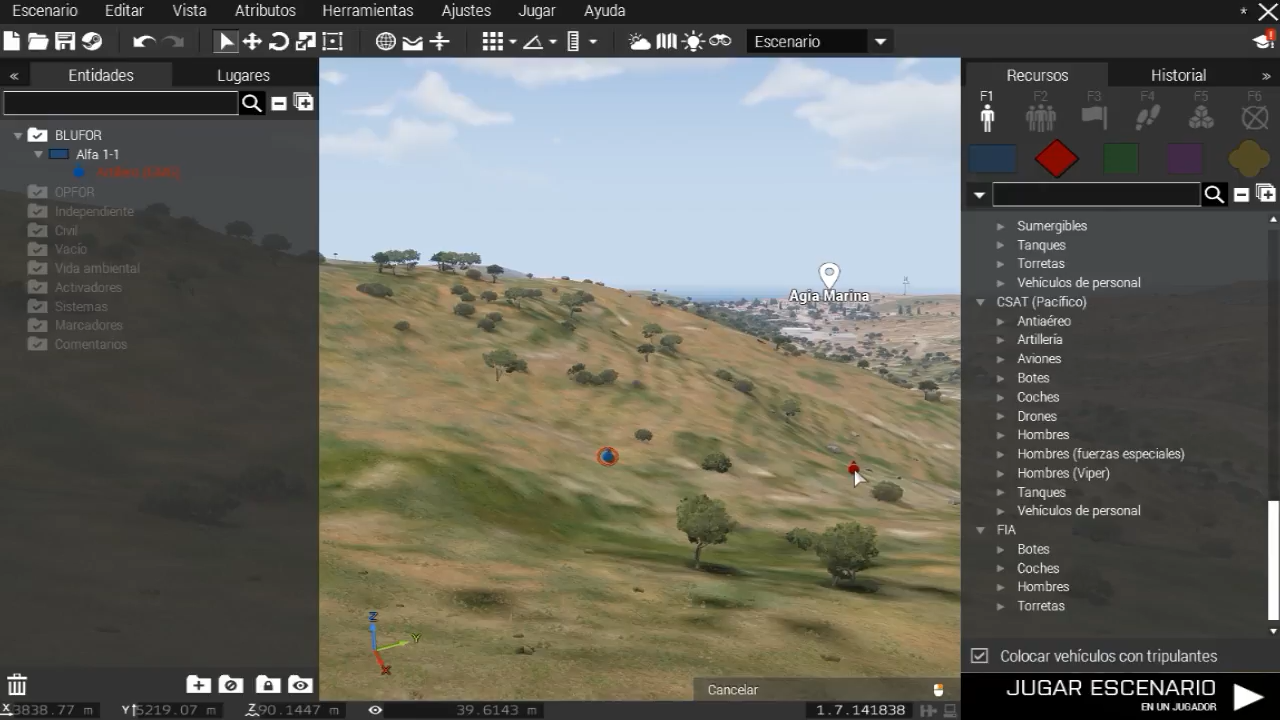 Escenario Editar Vista Atributos Herramientas Ajustes Jugar Ayuda *
Escenario
« Entidades Lugares
BLUFOR
Alfa 1-1
OPFOR
Independiente
Civil
Vacío
Vida ambiental
Activadores
Sistemas
Marcadores
Comentarios
Agia Marina
Z
Y
X
Cancelar
Recursos Historial »
F1 F2 F3 F4 F5 F6
Sumergibles
Tanques
Torretas
Vehículos de personal
CSAT (Pacífico)
Antiaéreo
Artillería
Aviones
Botes
Coches
Drones
Hombres
Hombres (fuerzas especiales)
Hombres (Viper)
Tanques
Vehículos de personal
FIA
Botes
Coches
Hombres
Torretas
Colocar vehículos con tripulantes
JUGAR ESCENARIO
EN UN JUGADOR
X 3838.77 m Y 5219.07 m Z 90.1447 m 39.6143 m 1.7.141838